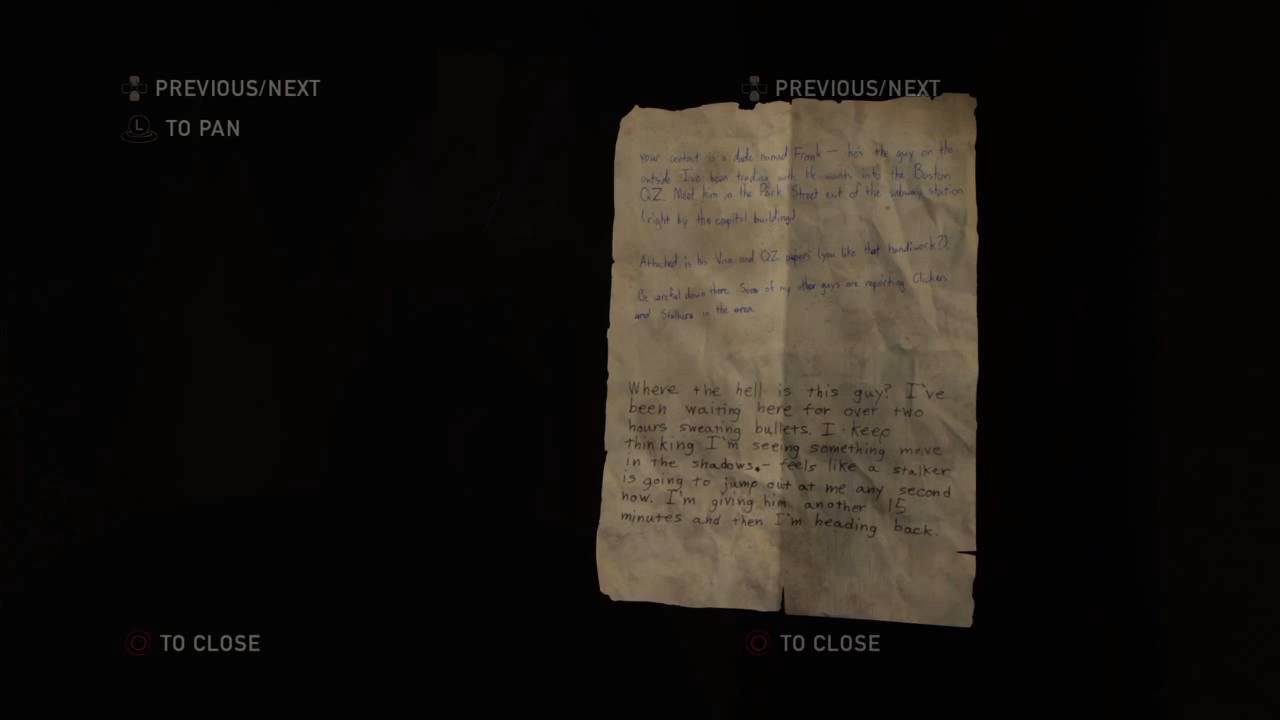 PREVIOUS/NEXT
L TO PAN
PREVIOUS/NEXT
Your contact is a dude named Frank — he's the guy on the
outside I've been trading with. He wants into the Boston
QZ. Meet him in the Park Street exit of the subway station
(right by the capitol building)
Attached is his Visa and QZ papers (you like that handiwork?).
Be careful down there. Some of my other guys are reporting Clickers
and Stalkers in the area.
Where the hell is this guy? I've
been waiting here for over two
hours sweating bullets. I keep
thinking I'm seeing something move
in the shadows. - feels like a stalker
is going to jump out at me any second
now. I'm giving him another 15
minutes and then I'm heading back.
TO CLOSE
TO CLOSE